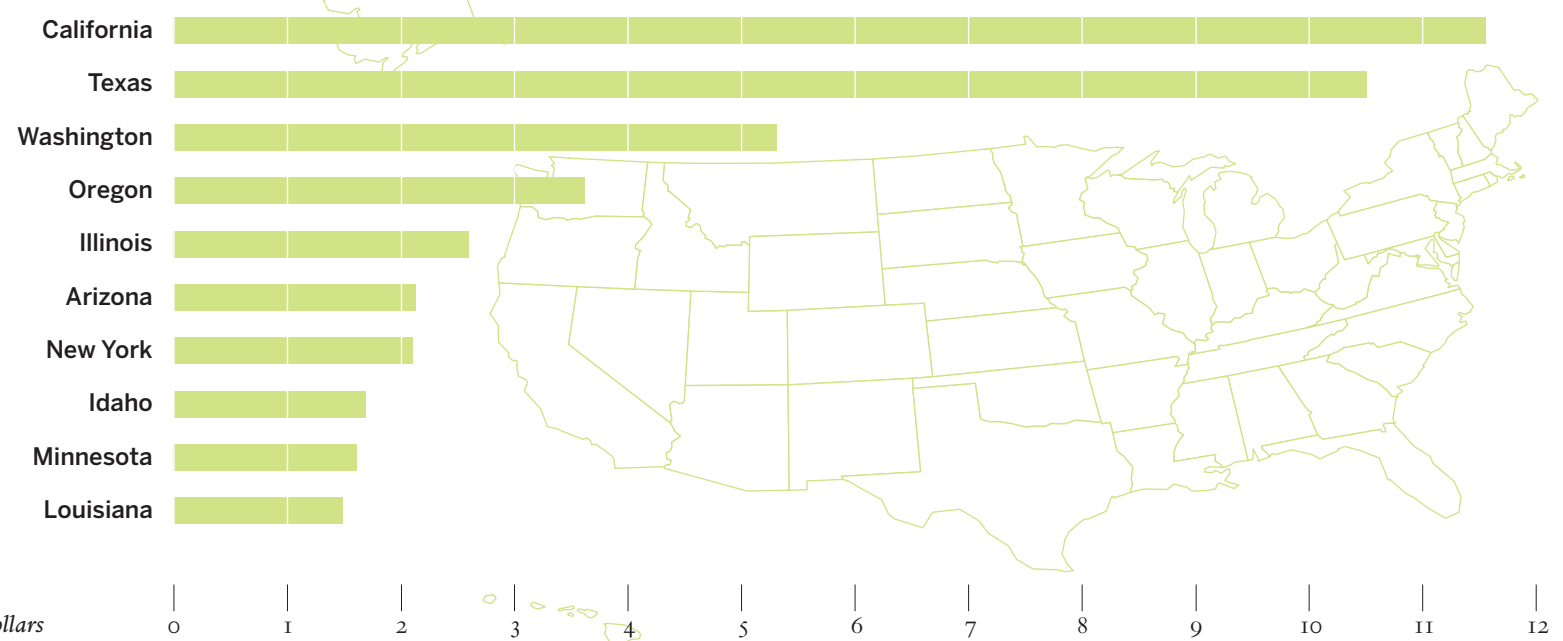 California
Texas
Washington
Oregon
Illinois
Arizona
New York
Idaho
Minnesota
Louisiana
0 1 2 3 4 5 6 7 8 9 10 11 12